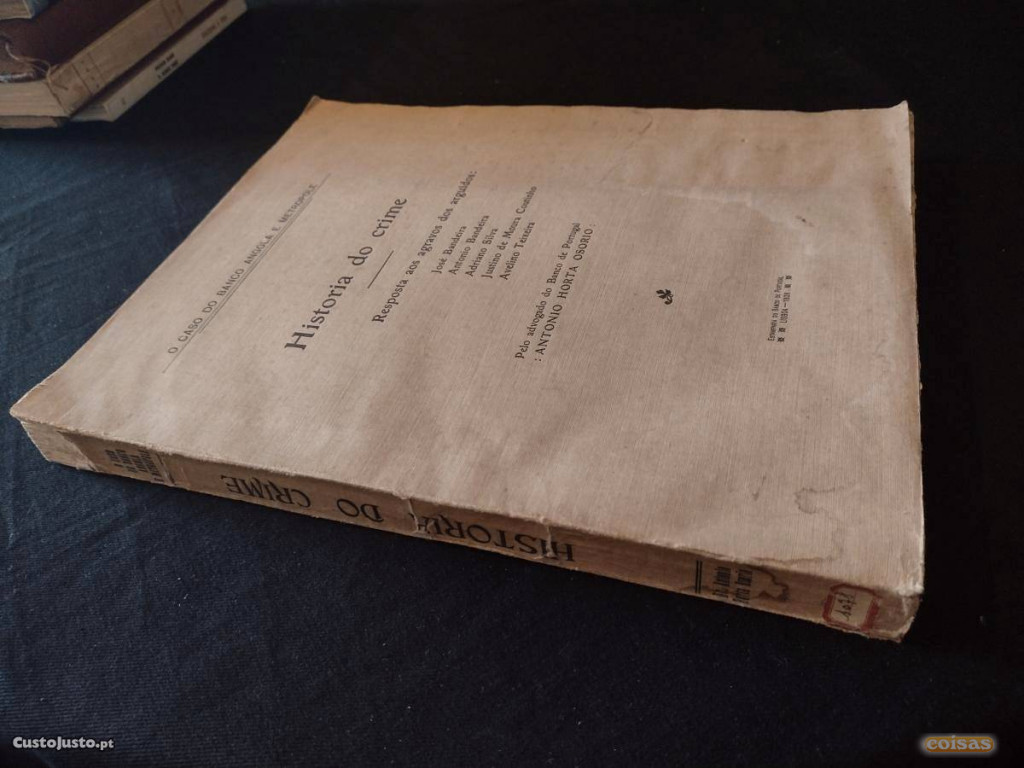 O CASO DO BANCO ANGOLA E METROPOLE
Historia do crime
Resposta aos agravos dos arguidos:
José Bandeira
Antonio Bandeira
Adriano Silva
Justino de Moura Coutinho
Avelino Teixeira
Pelo advogado do Banco de Portugal
: ANTONIO HORTA OSORIO :
LISBOA—1928
HISTORIA DO CRIME
CustoJusto.pt
coisas